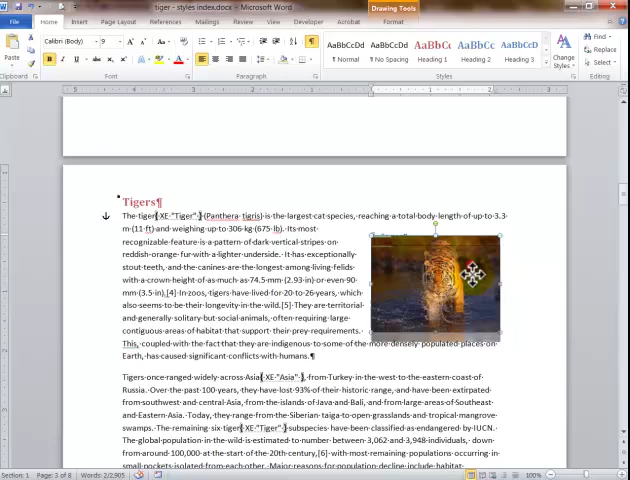 tiger - styles index.docx - Microsoft Word
Drawing Tools
File Home Insert Page Layout References Mailings Review View Developer Acrobat Format
Calibri (Body) 9
Paste
AaBbCcDd AaBbCcDd AaBbCc AaBbCc AaBbCcD
¶ Normal ¶ No Spacing Heading 1 Heading 2 Heading 3
Change Styles
Find
Replace
Select
Clipboard Font Paragraph Styles Editing
Tigers¶
The tiger{ XE "Tiger" } (Panthera tigris) is the largest cat species, reaching a total body length of up to 3.3
m (11 ft) and weighing up to 306 kg (675 lb). Its most
recognizable feature is a pattern of dark vertical stripes on
reddish-orange fur with a lighter underside. It has exceptionally
stout teeth, and the canines are the longest among living felids
with a crown height of as much as 74.5 mm (2.93 in) or even 90
mm (3.5 in).[4] In zoos, tigers have lived for 20 to 26 years, which
also seems to be their longevity in the wild.[5] They are territorial
and generally solitary but social animals, often requiring large
contiguous areas of habitat that support their prey requirements.
This, coupled with the fact that they are indigenous to some of the more densely populated places on
Earth, has caused significant conflicts with humans.¶
Tigers once ranged widely across Asia{ XE "Asia" }, from Turkey in the west to the eastern coast of
Russia. Over the past 100 years, they have lost 93% of their historic range, and have been extirpated
from southwest and central Asia, from the islands of Java and Bali, and from large areas of Southeast
and Eastern Asia. Today, they range from the Siberian taiga to open grasslands and tropical mangrove
swamps. The remaining six tiger{ XE "Tiger" } subspecies have been classified as endangered by IUCN.
The global population in the wild is estimated to number between 3,062 and 3,948 individuals, down
from around 100,000 at the start of the 20th century,[6] with most remaining populations occurring in
small pockets isolated from each other. Major reasons for population decline include habitat
Section: 1 Page: 3 of 8 Words: 2/2,905
100%